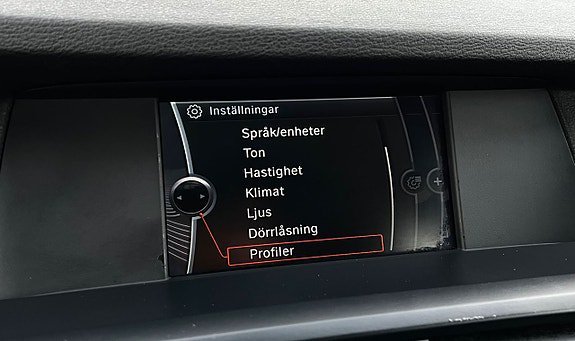 Inställningar
Språk/enheter
Ton
Hastighet
Klimat
Ljus
Dörrlåsning
Profiler